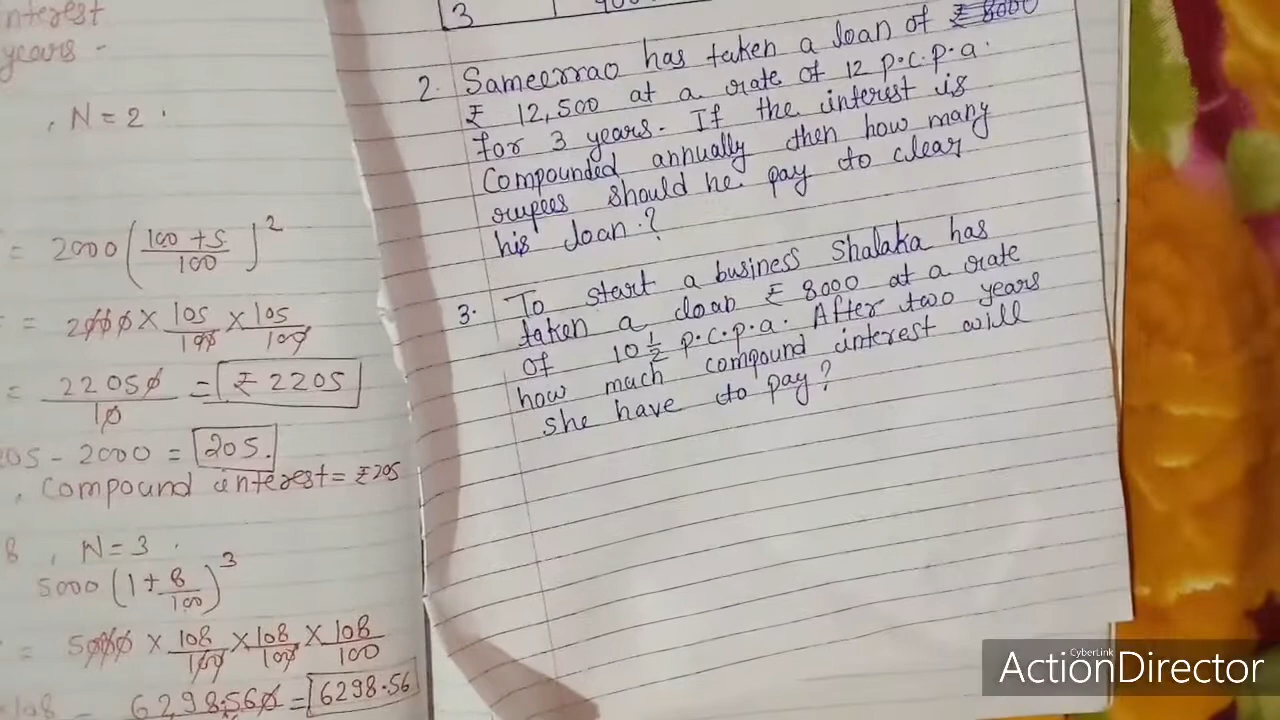 nterest
years -
, N = 2 .
= 2000 (100 + 5 / 100)²
= 2000 × 105/100 × 105/100
= 22050/10 = ₹ 2205
05 - 2000 = 205.
, Compound interest = ₹ 205
8 , N = 3 .
5000 (1 + 8/100)³
= 5000 × 108/100 × 108/100 × 108/100
6298.560 = 6298.56
3
2. Sameerrao has taken a loan of ₹ 8000
₹ 12,500 at a rate of 12 p.c.p.a.
for 3 years. If the interest is
Compounded annually then how many
rupees should he pay to clear
his loan.?
3. To start a business Shalaka has
taken a loan ₹ 8000 at a rate
of 10 1/2 p.c.p.a. After two years
how much compound interest will
she have to pay?
CyberLink
ActionDirector